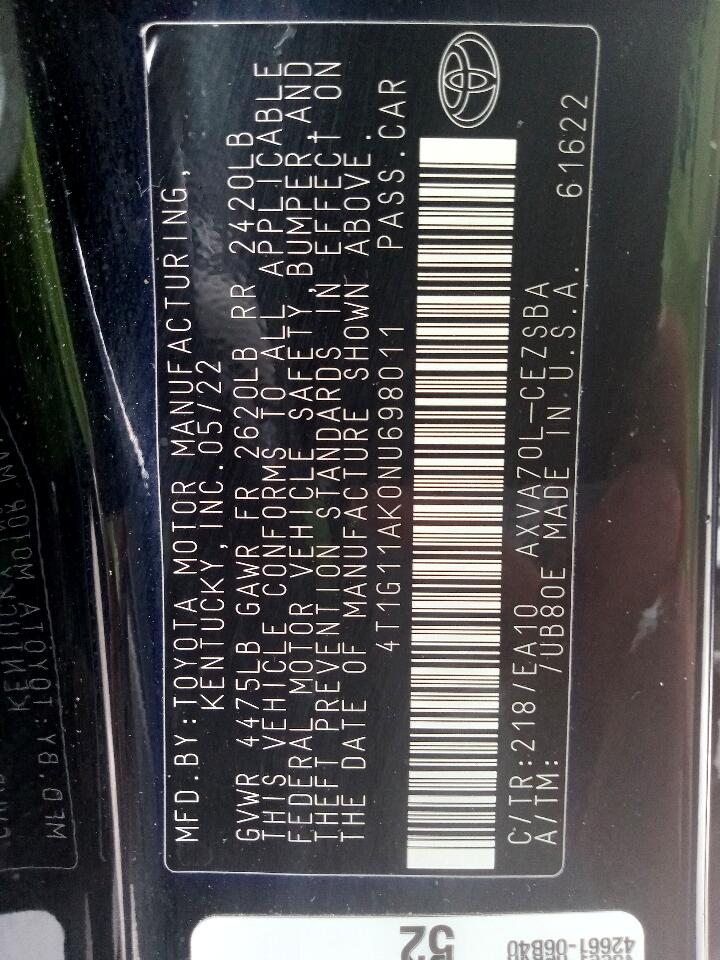 MFD.BY:TOYOTA MOTOR MANUFACTURING,
KENTUCKY, INC.05/22
GVWR 4475LB GAWR FR 2620LB RR 2420LB
THIS VEHICLE CONFORMS TO ALL APPLICABLE
FEDERAL MOTOR VEHICLE SAFETY,BUMPER,AND
THEFT PREVENTION STANDARDS IN EFFECT ON
THE DATE OF MANUFACTURE SHOWN ABOVE.
4T1G11AK0NU698011 PASS.CAR
C/TR:218/EA10 AXVA70L-CEZSBA 61622
A/TM: /UB80E MADE IN U.S.A.
52
42661-06B40